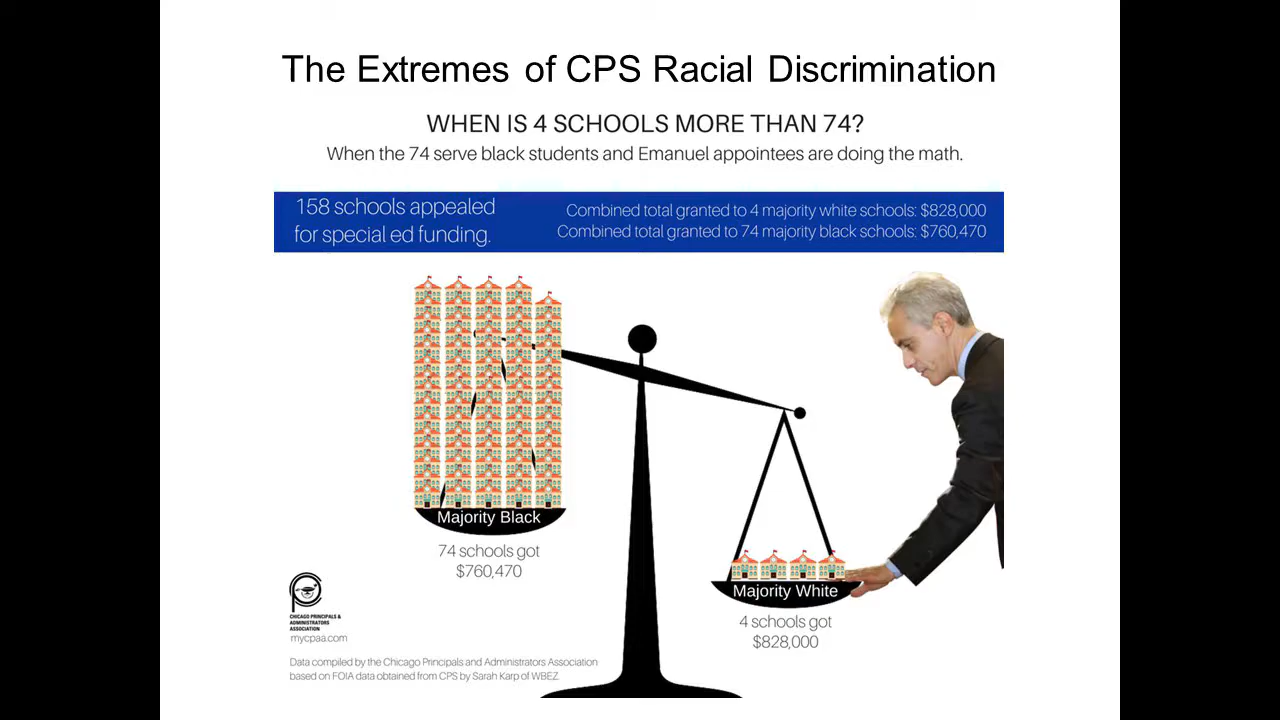 The Extremes of CPS Racial Discrimination
WHEN IS 4 SCHOOLS MORE THAN 74?
When the 74 serve black students and Emanuel appointees are doing the math.
158 schools appealed
for special ed funding.
Combined total granted to 4 majority white schools: $828,000
Combined total granted to 74 majority black schools: $760,470
Majority Black
74 schools got
$760,470
Majority White
4 schools got
$828,000
CHICAGO PRINCIPALS &
ADMINISTRATORS
ASSOCIATION
mycpaa.com
Data compiled by the Chicago Principals and Administrators Association
based on FOIA data obtained from CPS by Sarah Karp of WBEZ.